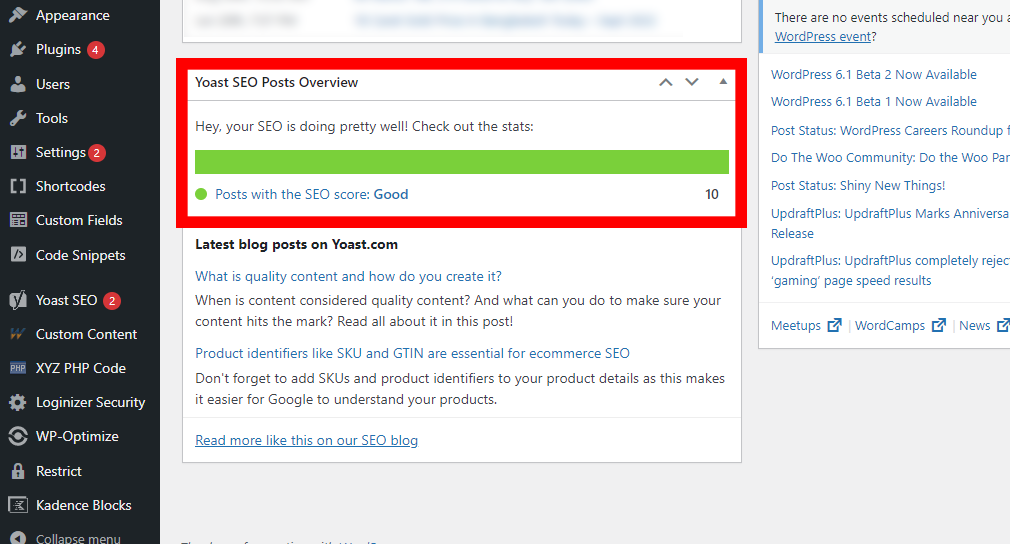 Appearance
Plugins 4
Users
Tools
Settings 2
Shortcodes
Custom Fields
Code Snippets
Yoast SEO 2
Custom Content
PHP XYZ PHP Code
Loginizer Security
WP-Optimize
Restrict
Kadence Blocks
Collapse menu
Yoast SEO Posts Overview
Hey, your SEO is doing pretty well! Check out the stats:
Posts with the SEO score: Good 10
Latest blog posts on Yoast.com
What is quality content and how do you create it?
When is content considered quality content? And what can you do to make sure your
content hits the mark? Read all about it in this post!
Product identifiers like SKU and GTIN are essential for ecommerce SEO
Don't forget to add SKUs and product identifiers to your product details as this makes
it easier for Google to understand your products.
Read more like this on our SEO blog
There are no events scheduled near you a
WordPress event?
WordPress 6.1 Beta 2 Now Available
WordPress 6.1 Beta 1 Now Available
Post Status: WordPress Careers Roundup f
Do The Woo Community: Do the Woo Par
Post Status: Shiny New Things!
UpdraftPlus: UpdraftPlus Marks Anniversa
Release
UpdraftPlus: UpdraftPlus completely reject
‘gaming’ page speed results
Meetups | WordCamps | News